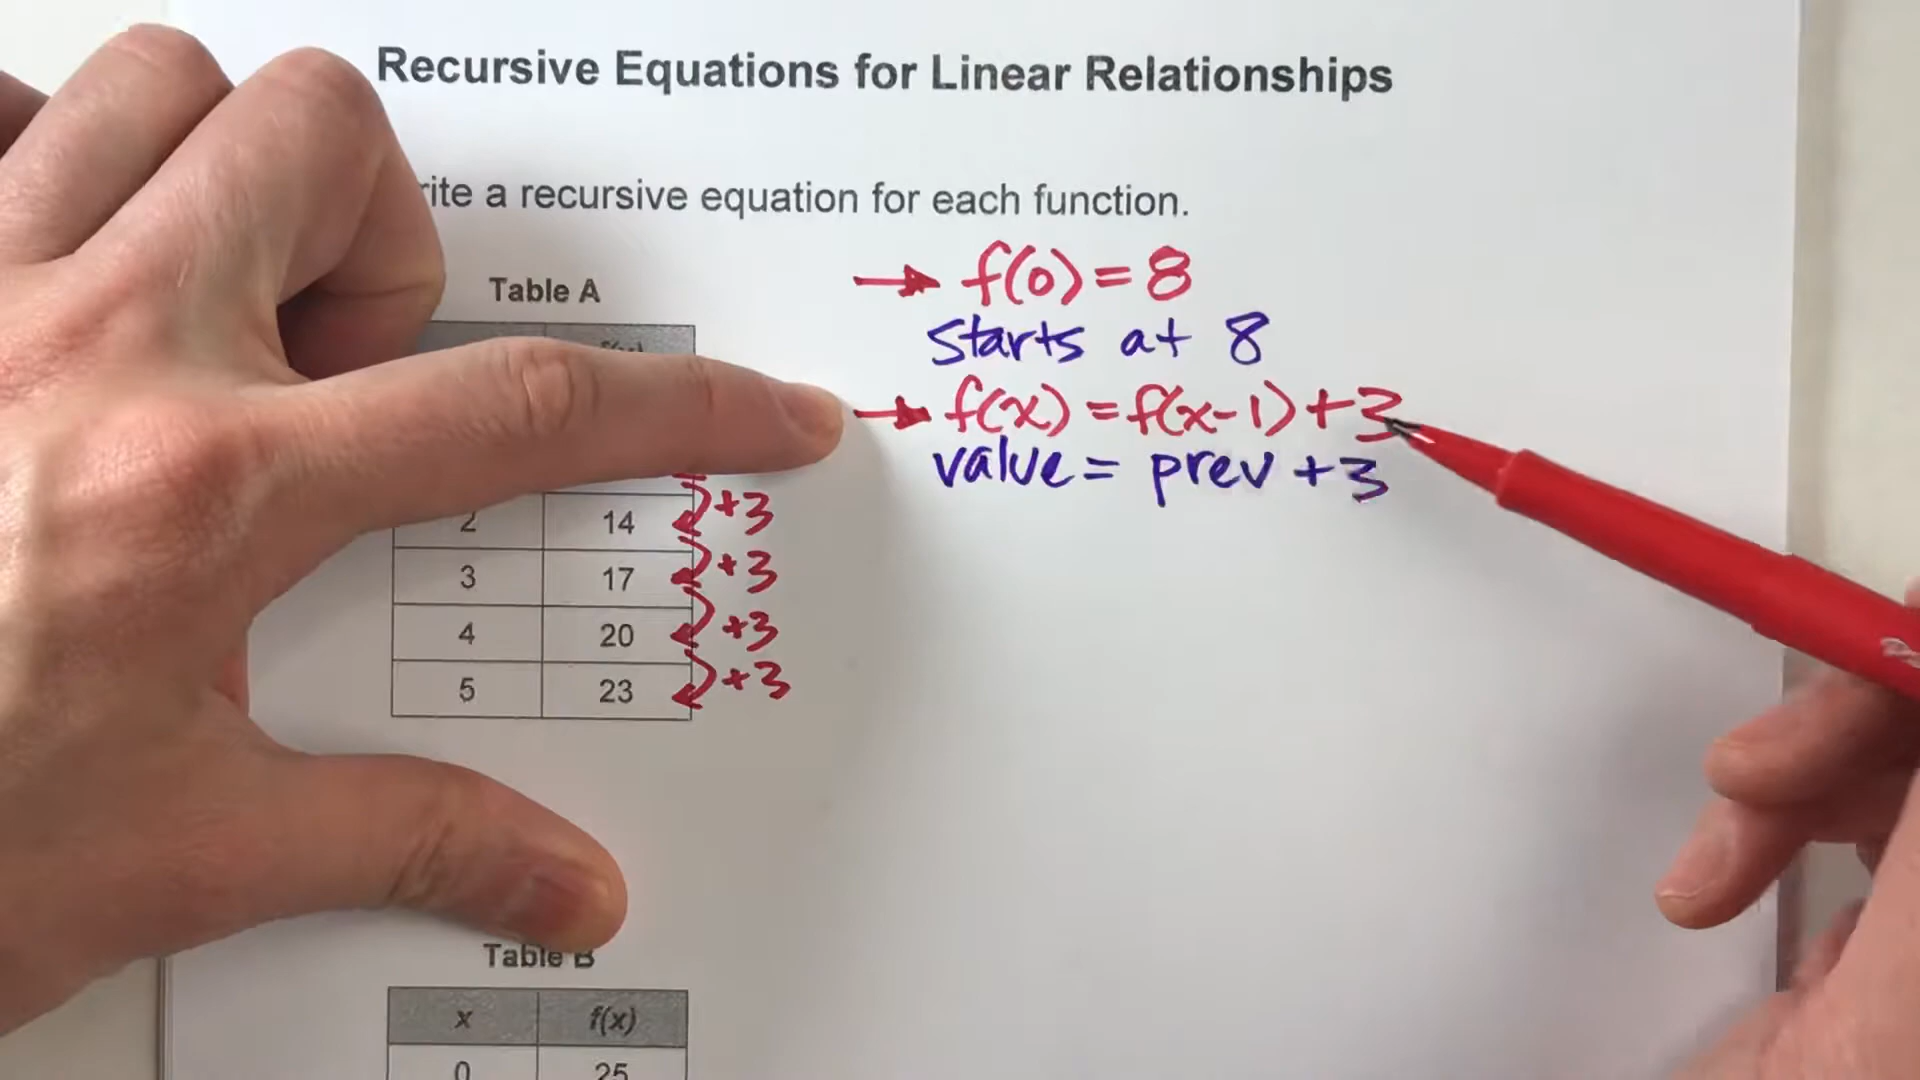 Recursive Equations for Linear Relationships
rite a recursive equation for each function.
→ f(0) = 8
Table A
starts at 8
→ f(x) = f(x-1) + 3
value = prev + 3
2 14 +3
3 17 +3
4 20 +3
5 23 +3
Table B
x f(x)
0 25